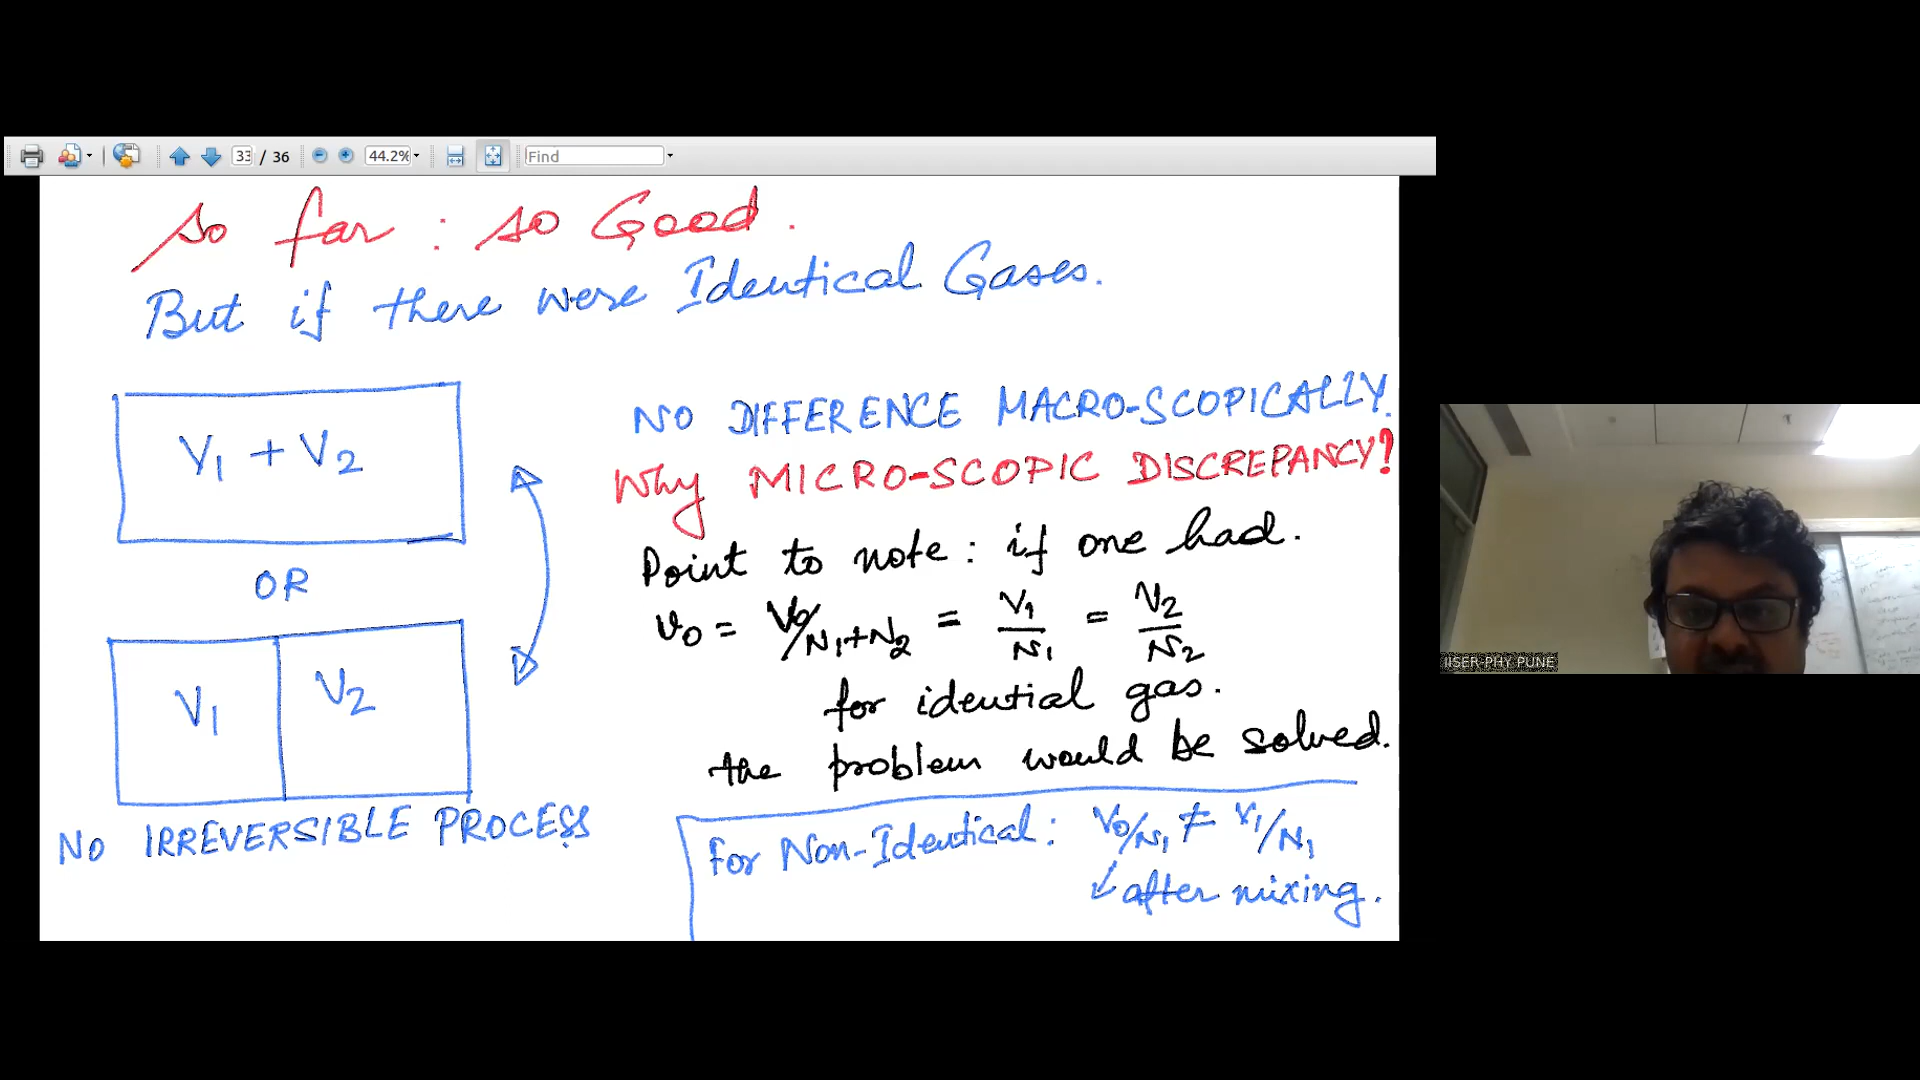 33 / 36 44.2% Find
So far : so Good.
But if there were Identical Gases.
V1 + V2
OR
V1 V2
NO IRREVERSIBLE PROCESS
NO DIFFERENCE MACRO-SCOPICALLY.
Why MICRO-SCOPIC DISCREPANCY?
Point to note : if one had.
v0 = V0/N1+N2 = V1/N1 = V2/N2
for idential gas.
the problem would be solved.
For Non-Identical : V0/N1 ≠ V1/N1
↙ after mixing.
IISER-PHY PUNE